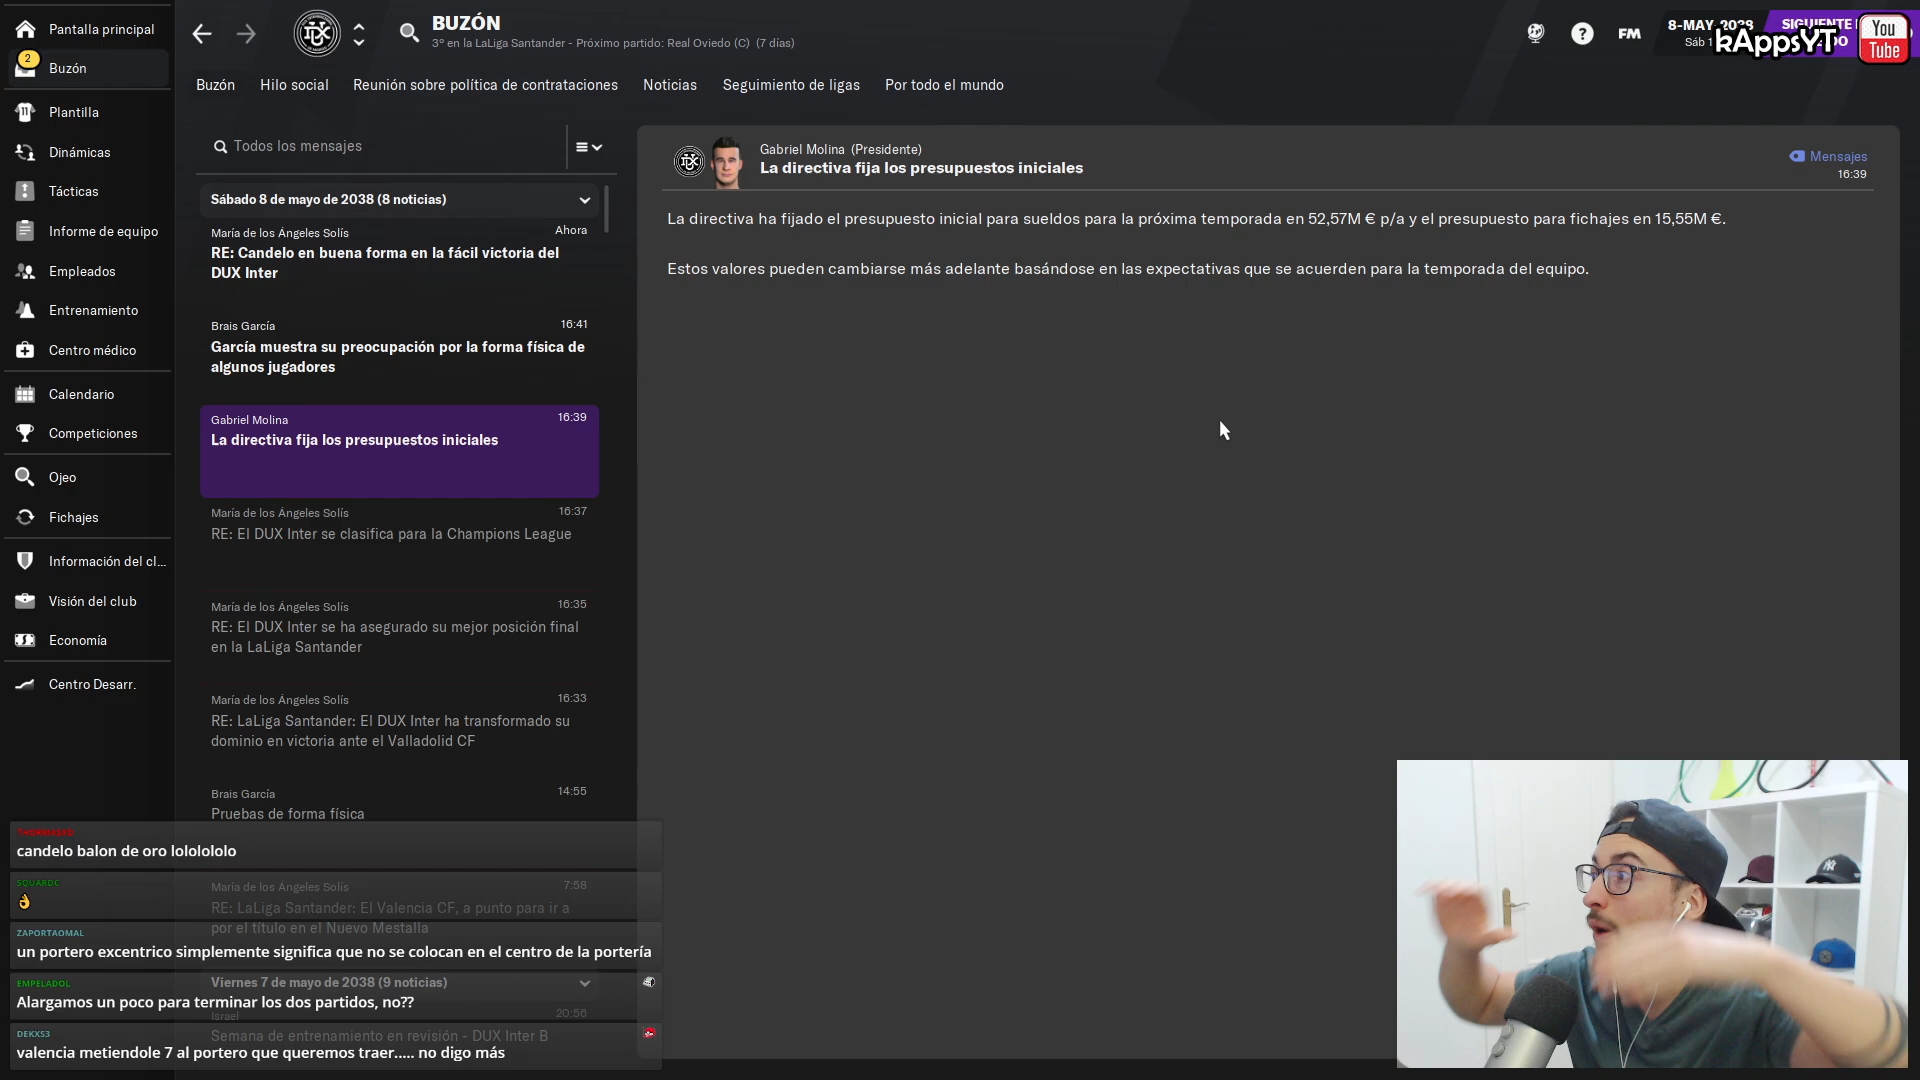 Pantalla principal
2
Buzón
Plantilla
Dinámicas
Tácticas
Informe de equipo
Empleados
Entrenamiento
Centro médico
Calendario
Competiciones
Ojeo
Fichajes
Información del cl...
Visión del club
Economía
Centro Desarr.
BUZÓN
3º en la LaLiga Santander - Próximo partido: Real Oviedo (C) (7 días)
FM
8-MAY. 2038
Sáb
kAppsYT
You
Tube
Buzón
Hilo social
Reunión sobre política de contrataciones
Noticias
Seguimiento de ligas
Por todo el mundo
Todos los mensajes
Sábado 8 de mayo de 2038 (8 noticias)
María de los Ángeles Solís
Ahora
RE: Candelo en buena forma en la fácil victoria del
DUX Inter
Brais García
16:41
García muestra su preocupación por la forma física de
algunos jugadores
Gabriel Molina
16:39
La directiva fija los presupuestos iniciales
María de los Ángeles Solís
16:37
RE: El DUX Inter se clasifica para la Champions League
María de los Ángeles Solís
16:35
RE: El DUX Inter se ha asegurado su mejor posición final
en la LaLiga Santander
María de los Ángeles Solís
16:33
RE: LaLiga Santander: El DUX Inter ha transformado su
dominio en victoria ante el Valladolid CF
Brais García
14:55
Pruebas de forma física
María de los Ángeles Solís
7:58
RE: LaLiga Santander: El Valencia CF, a punto para ir a
por el título en el Nuevo Mestalla
Viernes 7 de mayo de 2038 (9 noticias)
Israel
20:56
Semana de entrenamiento en revisión - DUX Inter B
Gabriel Molina (Presidente)
La directiva fija los presupuestos iniciales
Mensajes
16:39
La directiva ha fijado el presupuesto inicial para sueldos para la próxima temporada en 52,57M € p/a y el presupuesto para fichajes en 15,55M €.
Estos valores pueden cambiarse más adelante basándose en las expectativas que se acuerden para la temporada del equipo.
candelo balon de oro lolololo
SQUARDC
ZAPORTAOMAL
un portero excentrico simplemente significa que no se colocan en el centro de la portería
EMPELADOL
Alargamos un poco para terminar los dos partidos, no??
DEKXS3
valencia metiendole 7 al portero que queremos traer..... no digo más